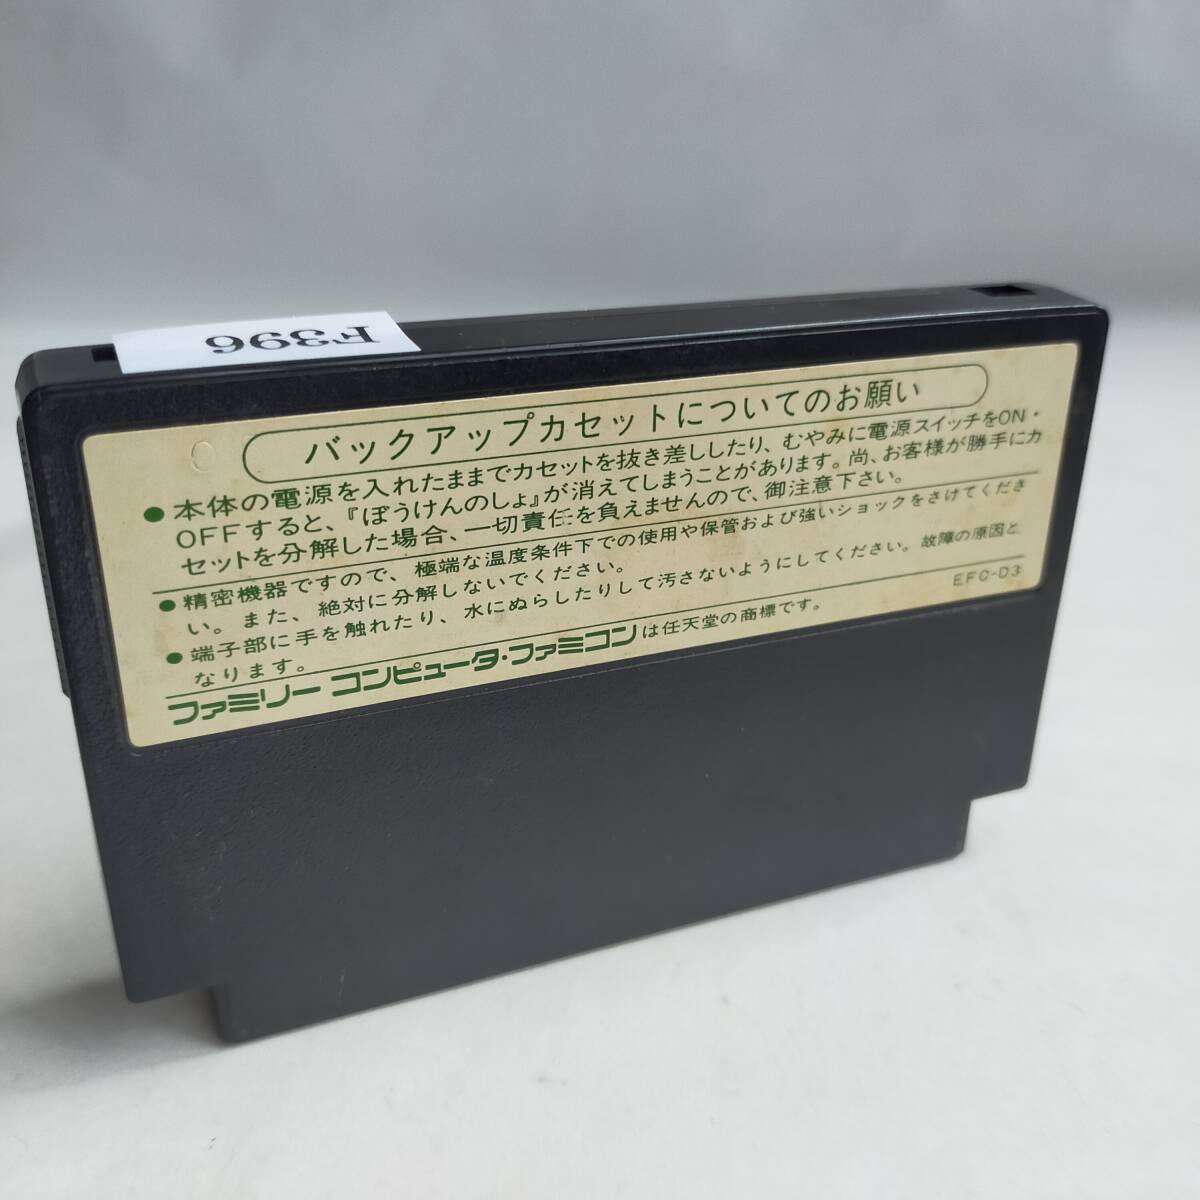 F396
バックアップカセットについてのお願い
●本体の電源を入れたままでカセットを抜き差ししたり、むやみに電源スイッチをON・
OFFすると、『ぼうけんのしょ』が消えてしまうことがあります。尚、お客様が勝手にカ
セットを分解した場合、一切責任を負えませんので、御注意下さい。
●精密機器ですので、極端な温度条件下での使用や保管および強いショックをさけてくださ
い。また、絶対に分解しないでください。
●端子部に手を触れたり、水にぬらしたりして汚さないようにしてください。故障の原因と
なります。
EFC-D3
ファミリーコンピュータ・ファミコンは任天堂の商標です。